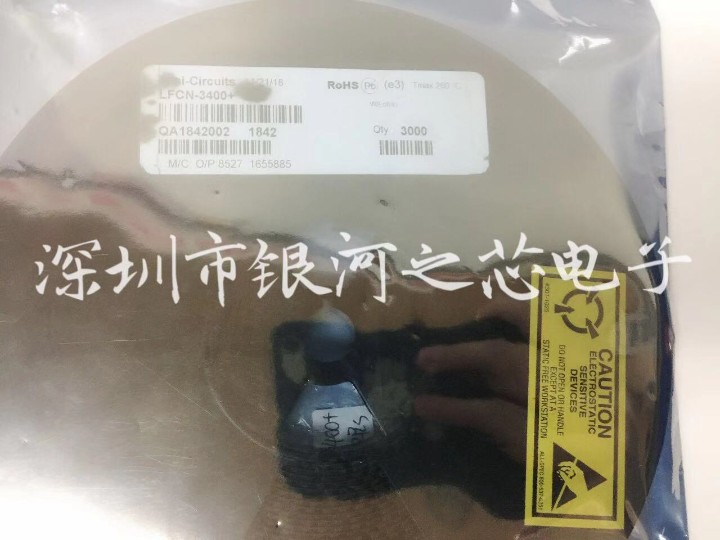 LFCN-3400+
RoHS (e3)
QA1842002 1842
Qty 3000
M/C: O/P:8527 1655885
深圳市银河之芯电子
CAUTION
ELECTROSTATIC
SENSITIVE
DEVICES
DO NOT OPEN OR HANDLE
EXCEPT AT A
STATIC FREE WORKSTATION